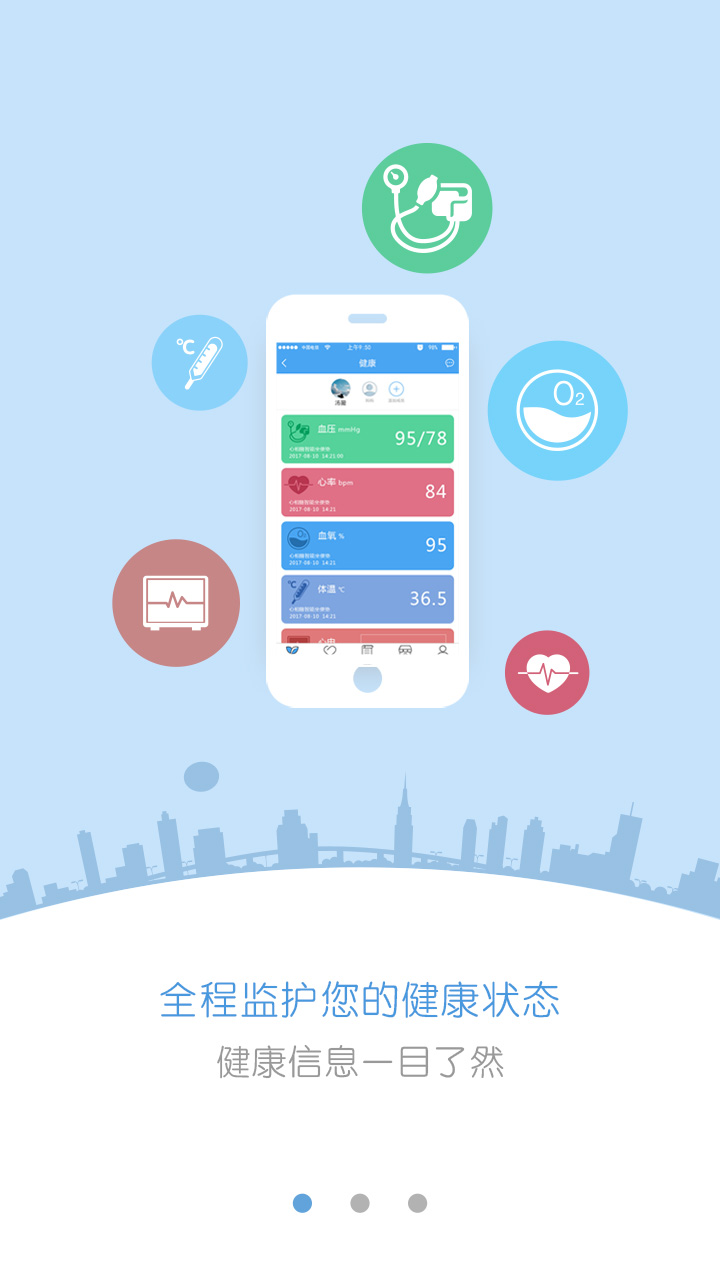 ℃
O2
中国电信
上午9:50
98%
健康
血压 mmHg
95/78
2017-08-10 14:21:00
心率 bpm
84
2017-08-10 14:21
血氧 %
95
2017-08-10 14:21
℃
体温 ℃
36.5
2017-08-10 14:21
心电
全程监护您的健康状态
健康信息一目了然